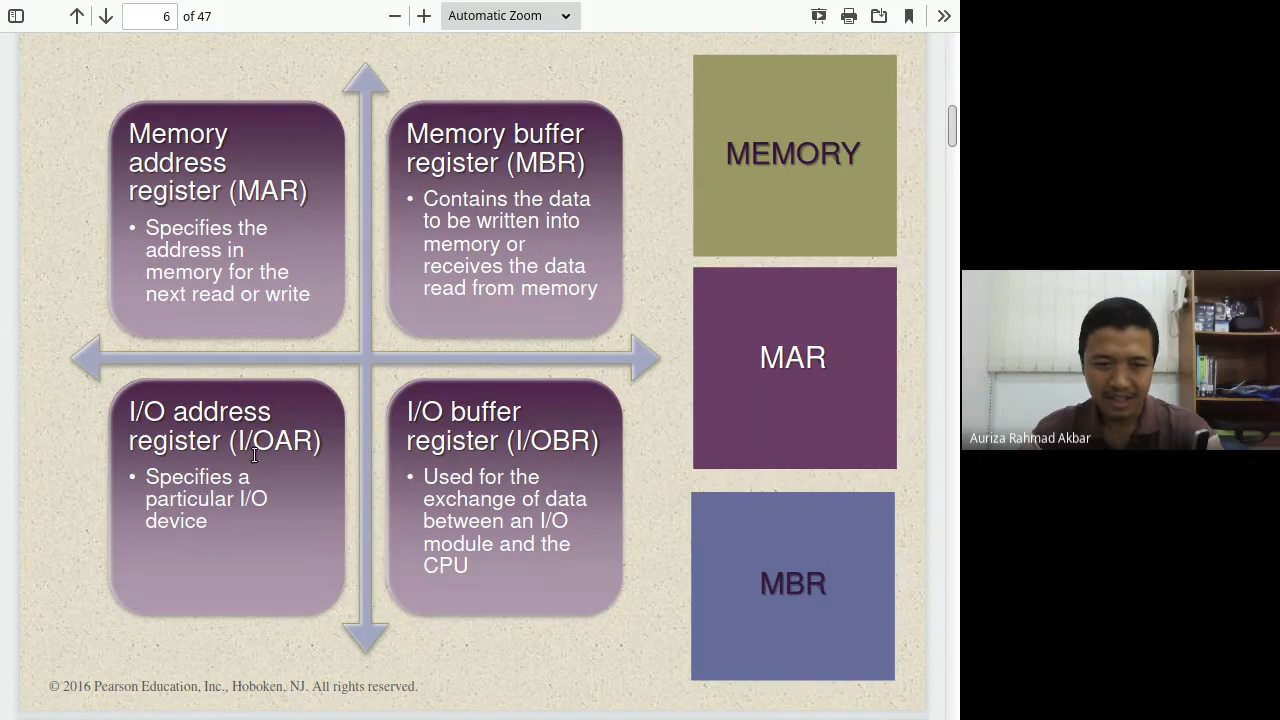 6
of 47
Automatic Zoom
Memory
address
register (MAR)
• Specifies the
address in
memory for the
next read or write
Memory buffer
register (MBR)
• Contains the data
to be written into
memory or
receives the data
read from memory
I/O address
register (I/OAR)
• Specifies a
particular I/O
device
I/O buffer
register (I/OBR)
• Used for the
exchange of data
between an I/O
module and the
CPU
MEMORY
MAR
MBR
© 2016 Pearson Education, Inc., Hoboken, NJ. All rights reserved.
Auriza Rahmad Akbar